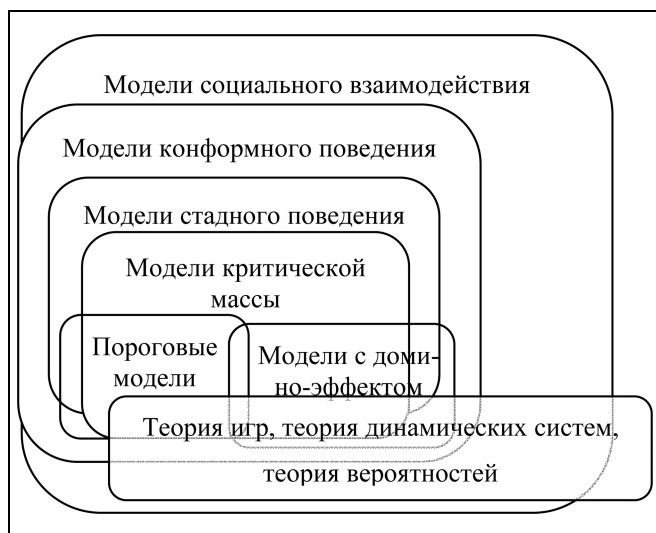 Модели социального взаимодействия
Модели конформного поведения
Модели стадного поведения
Модели критической
массы
Пороговые
модели
Модели с доми-
но-эффектом
Теория игр, теория динамических систем,
теория вероятностей